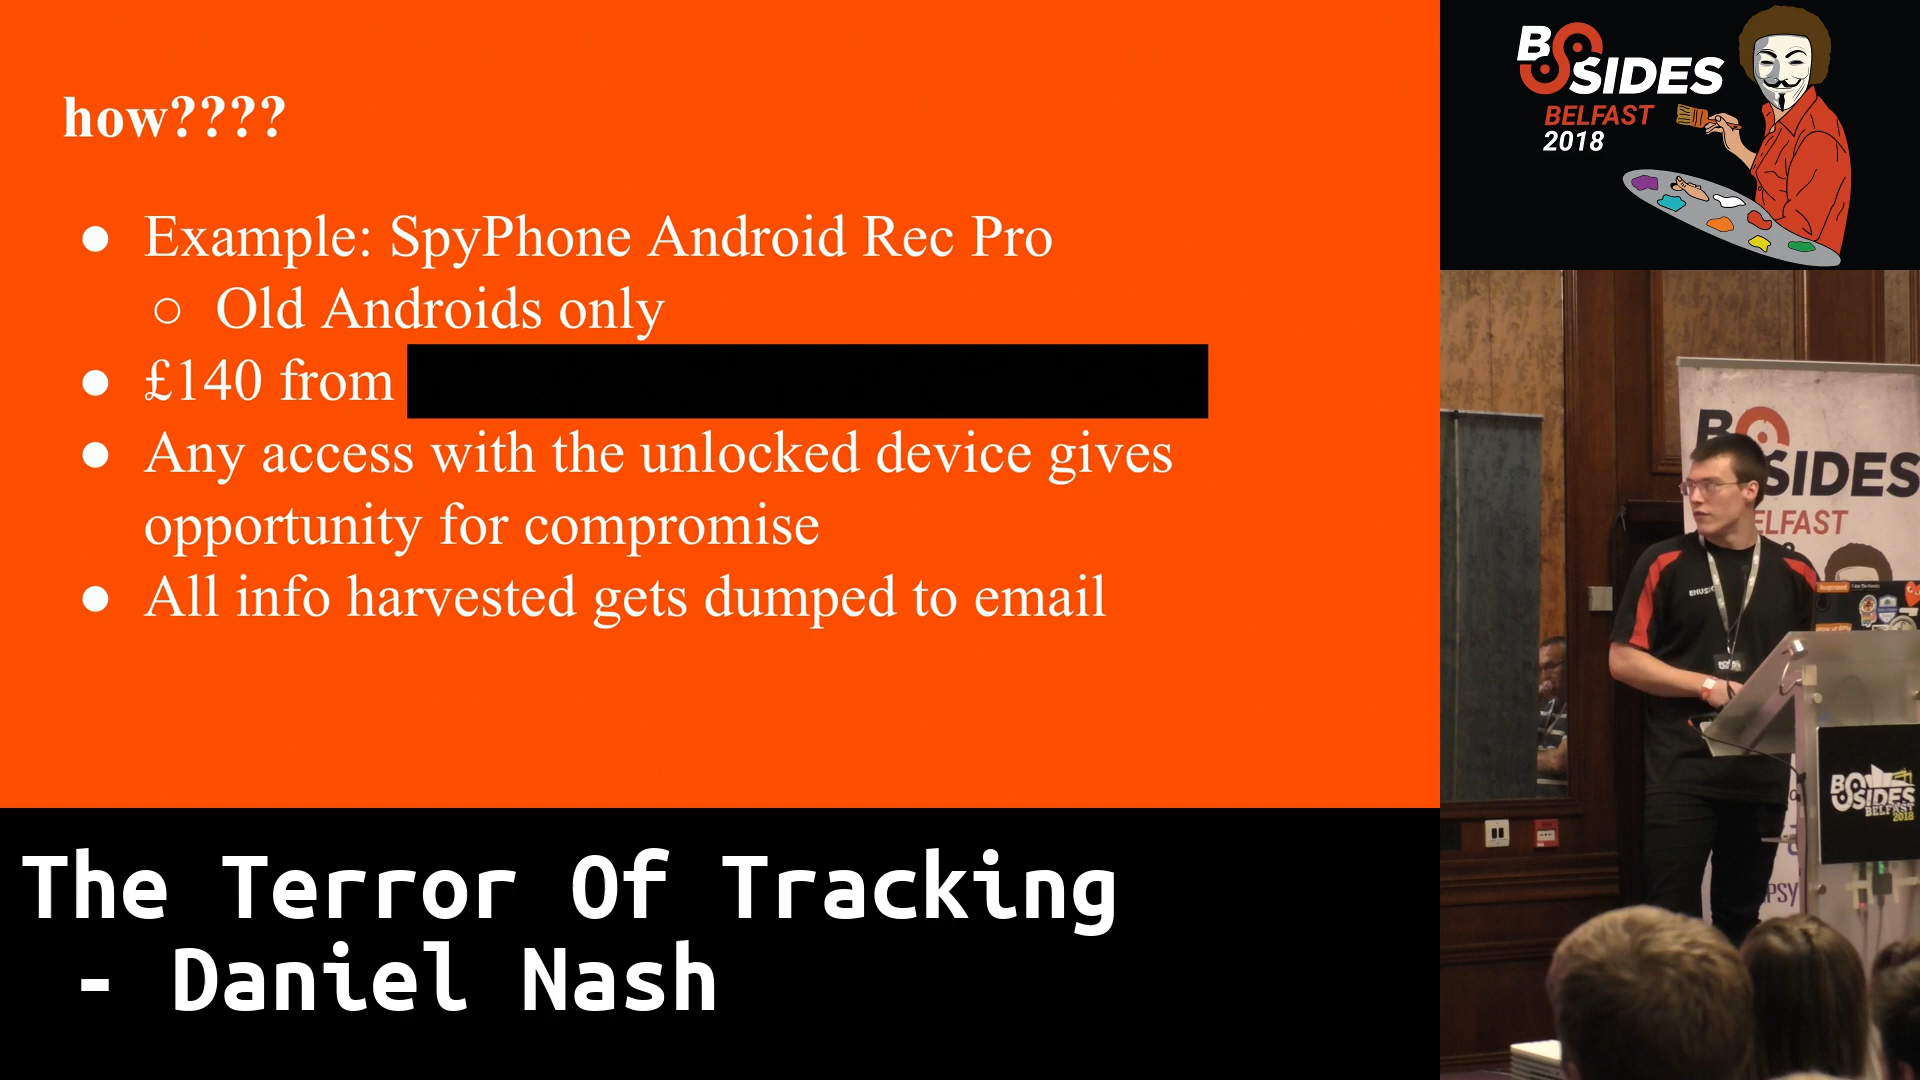 how????
● Example: SpyPhone Android Rec Pro
○ Old Androids only
● £140 from
● Any access with the unlocked device gives
opportunity for compromise
● All info harvested gets dumped to email
The Terror Of Tracking
- Daniel Nash
BSIDES
BELFAST
2018
BSIDES
ELFAST
BSIDES
BELFAST
2018
PSY